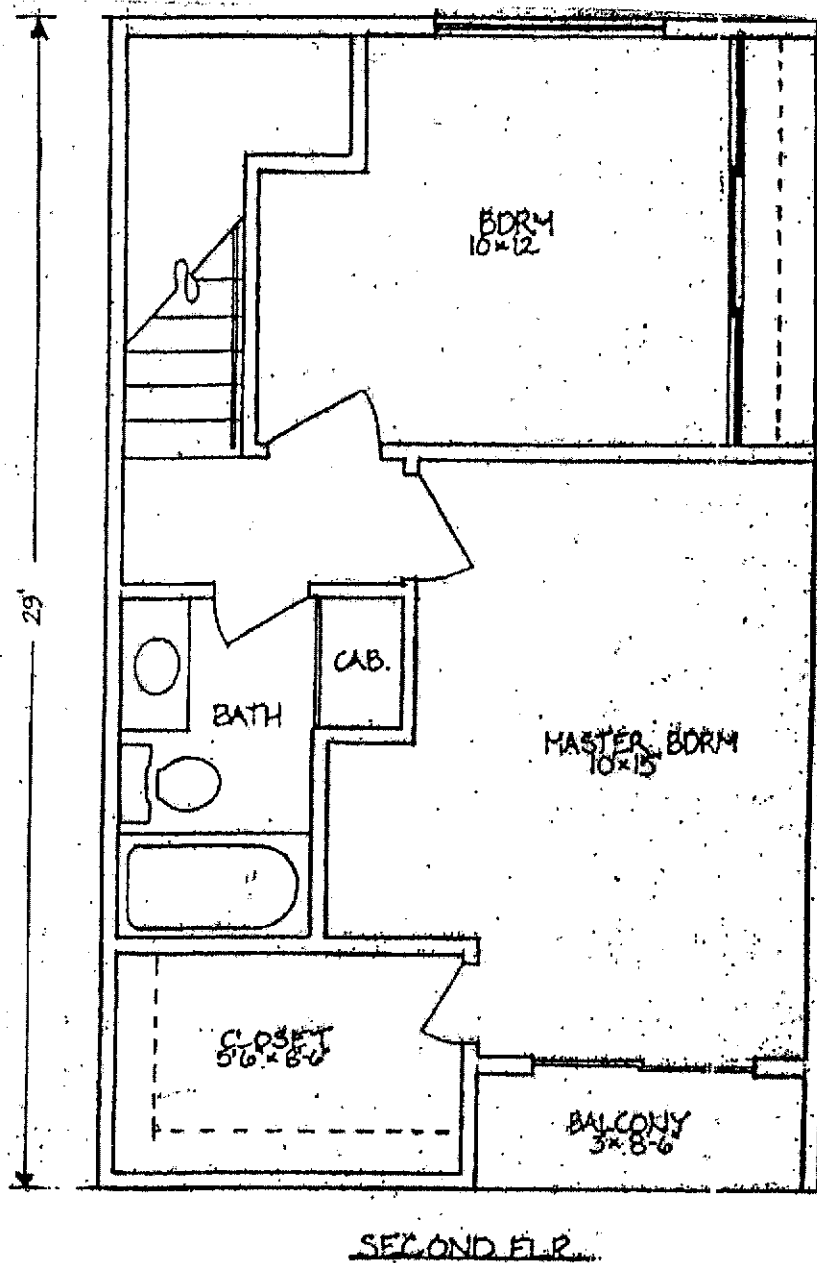 BDRM
10×12
29'
CAB.
BATH
MASTER BDRM
10×15
CLOSET
5'6" × 8-6"
BALCONY
3× 8-6
SECOND FLR.